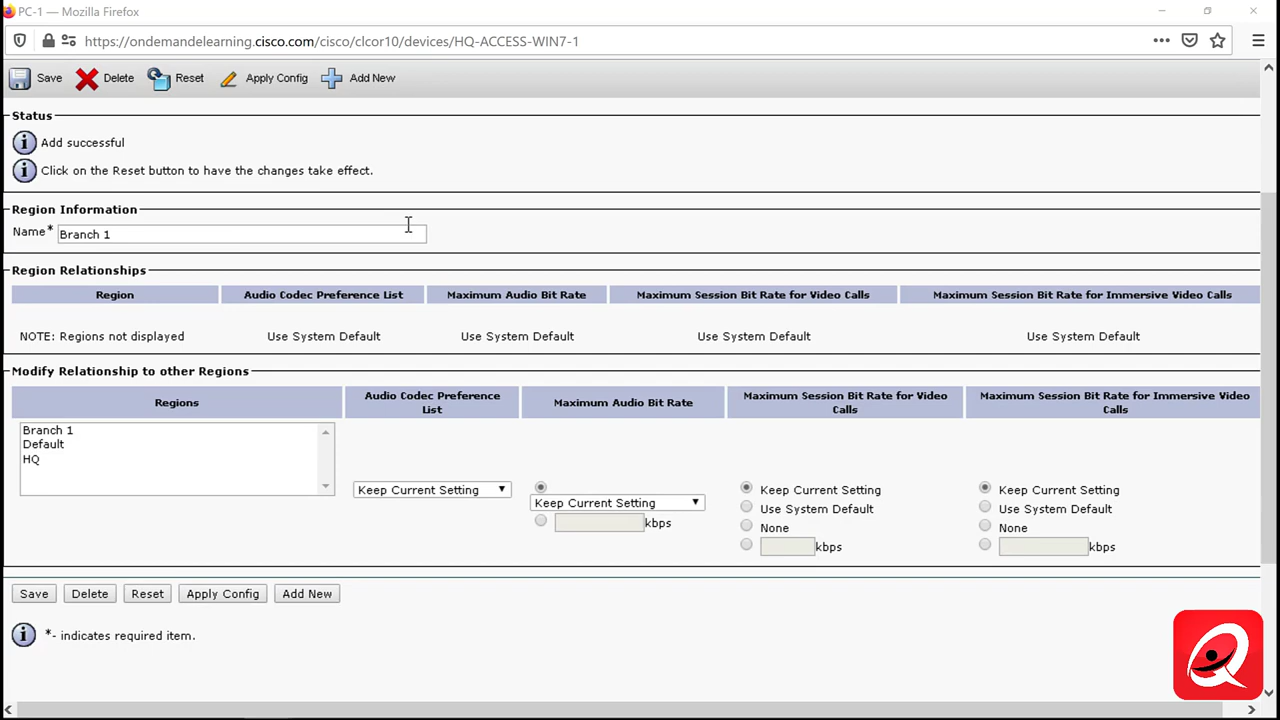 PC-1 - Mozilla Firefox
https://ondemandelearning.cisco.com/cisco/clcor10/devices/HQ-ACCESS-WIN7-1
Save Delete Reset Apply Config Add New
Status
Add successful
Click on the Reset button to have the changes take effect.
Region Information
Name* Branch 1
Region Relationships
Region Audio Codec Preference List Maximum Audio Bit Rate Maximum Session Bit Rate for Video Calls Maximum Session Bit Rate for Immersive Video Calls
NOTE: Regions not displayed Use System Default Use System Default Use System Default Use System Default
Modify Relationship to other Regions
Regions Audio Codec Preference List Maximum Audio Bit Rate Maximum Session Bit Rate for Video Calls Maximum Session Bit Rate for Immersive Video Calls
Branch 1
Default
HQ
Keep Current Setting Keep Current Setting Keep Current Setting
Keep Current Setting Use System Default Use System Default
kbps None None
kbps kbps
Save Delete Reset Apply Config Add New
*- indicates required item.